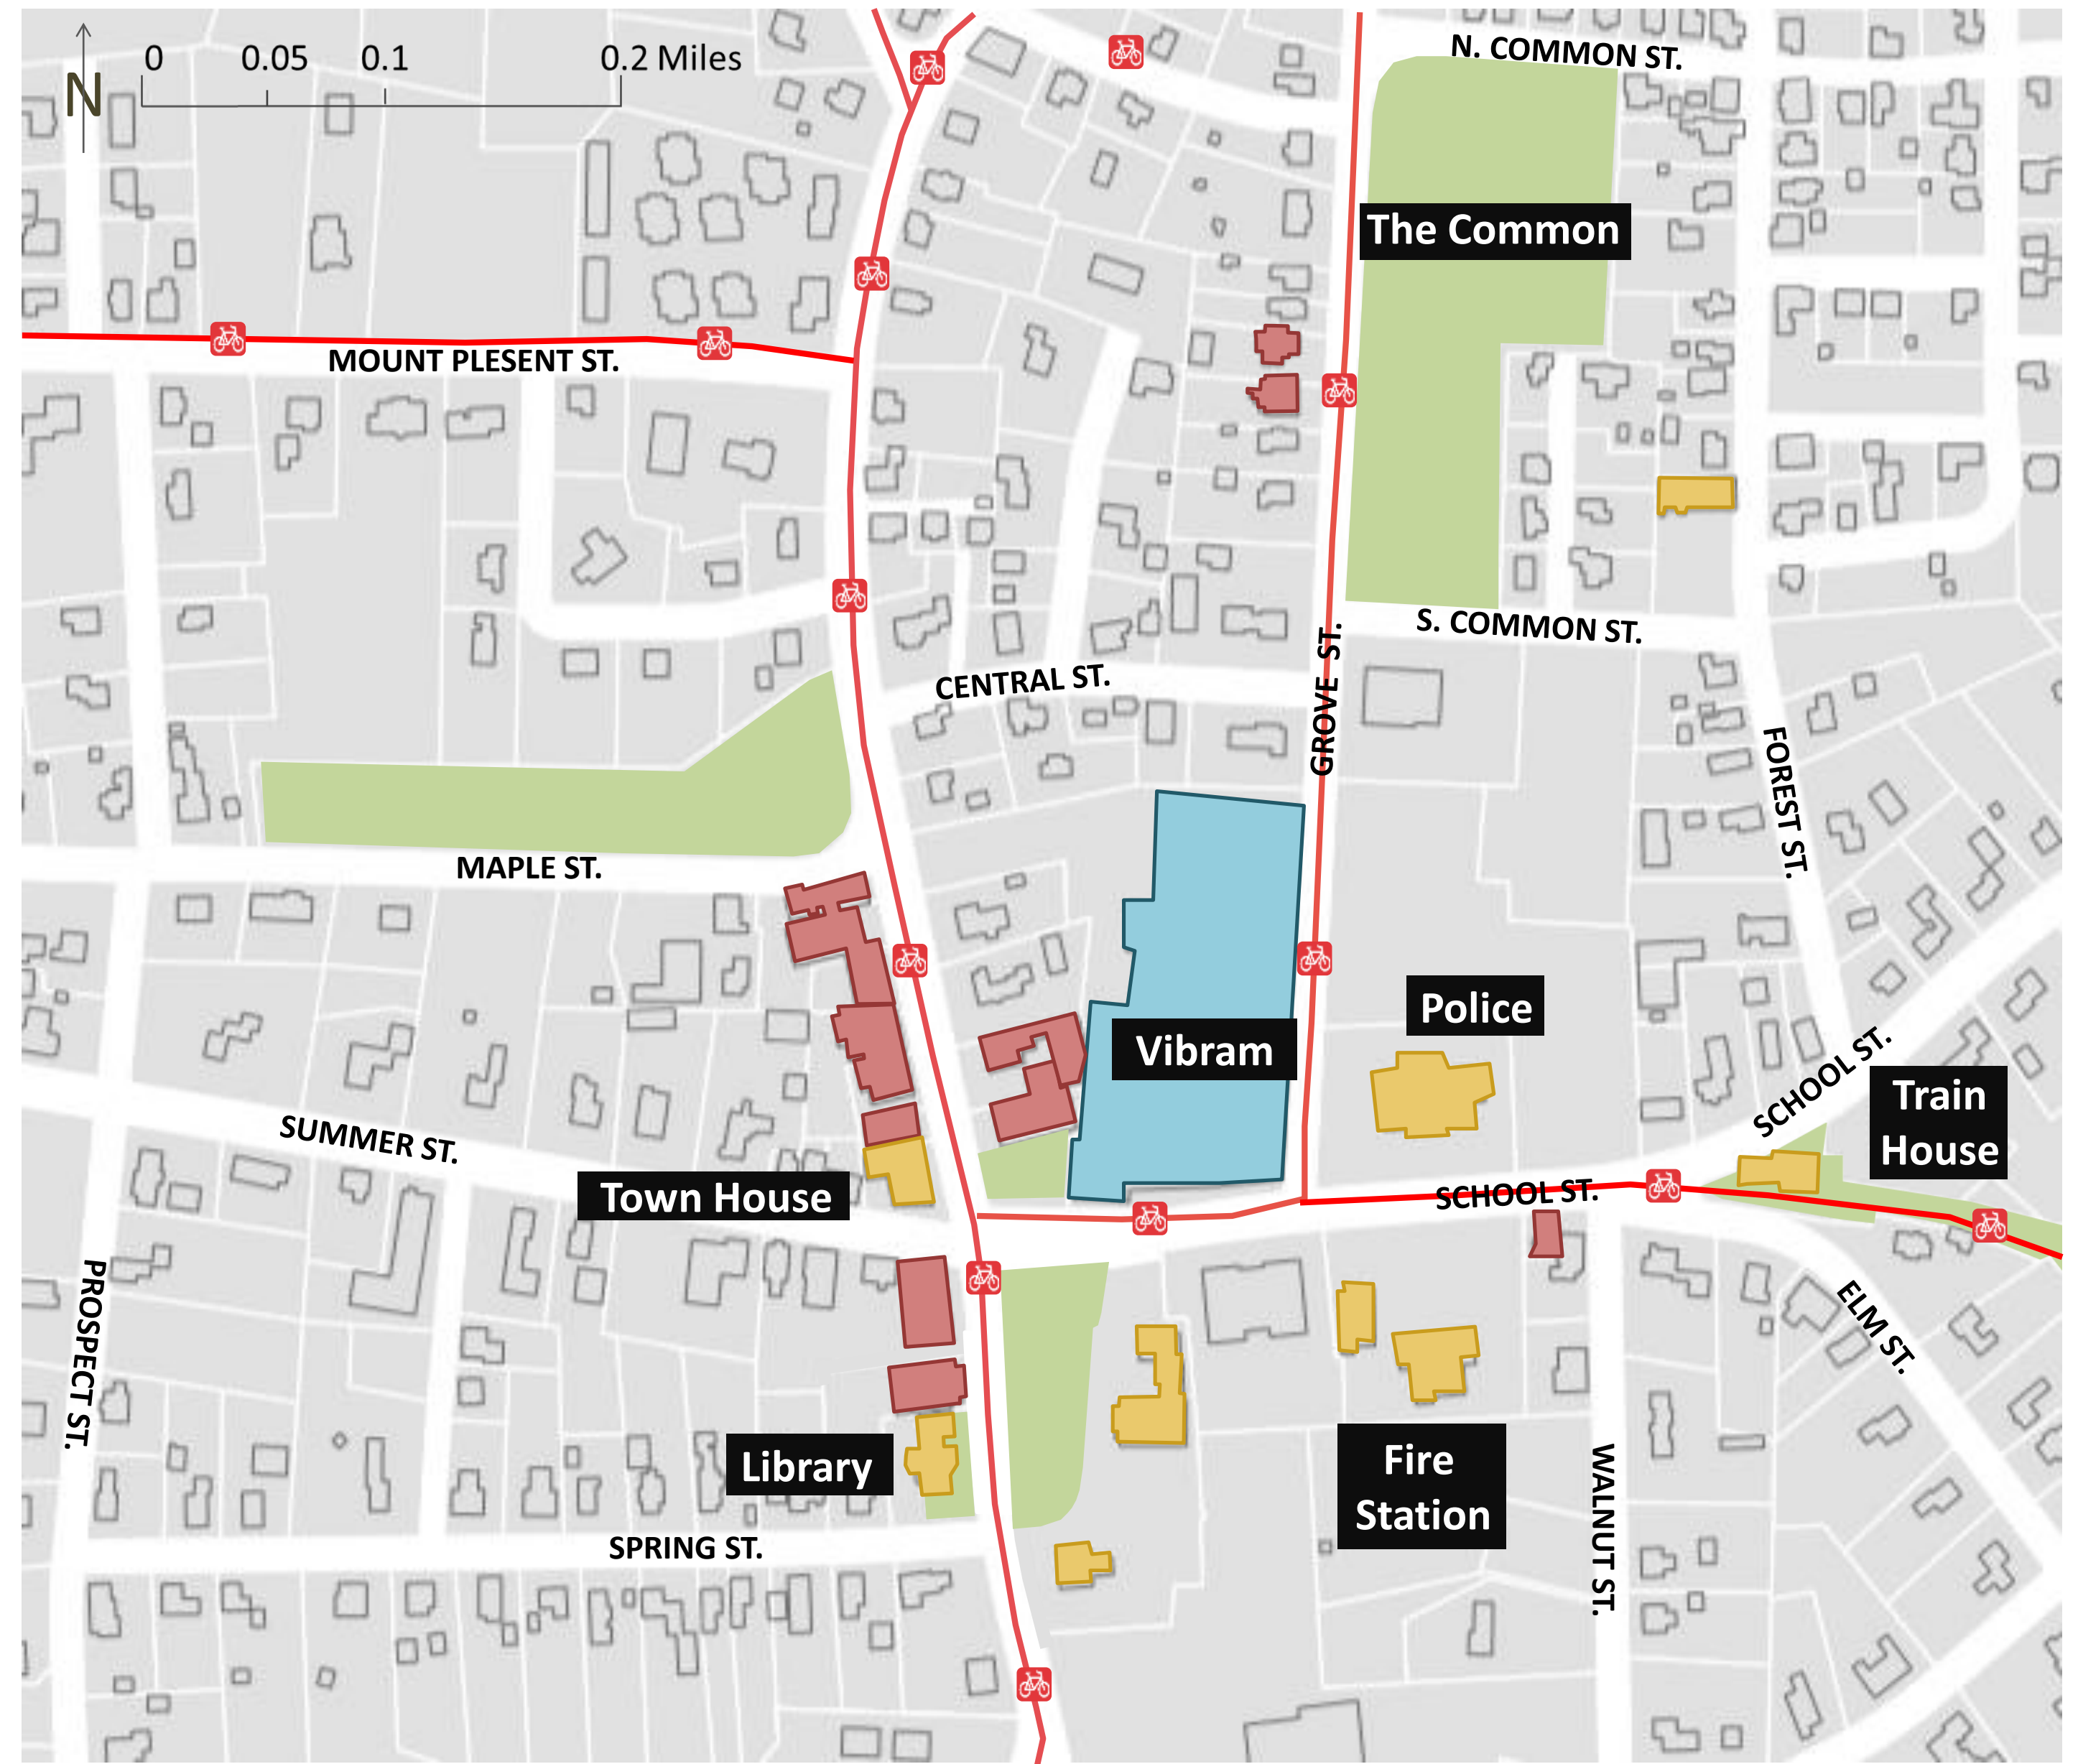 0 0.05 0.1 0.2 Miles
N
N. COMMON ST.
The Common
MOUNT PLESENT ST.
S. COMMON ST.
CENTRAL ST.
GROVE ST.
FOREST ST.
MAPLE ST.
Police
Vibram
SCHOOL ST.
Train
House
SUMMER ST.
Town House
SCHOOL ST.
PROSPECT ST.
ELM ST.
Library
Fire
Station
WALNUT ST.
SPRING ST.